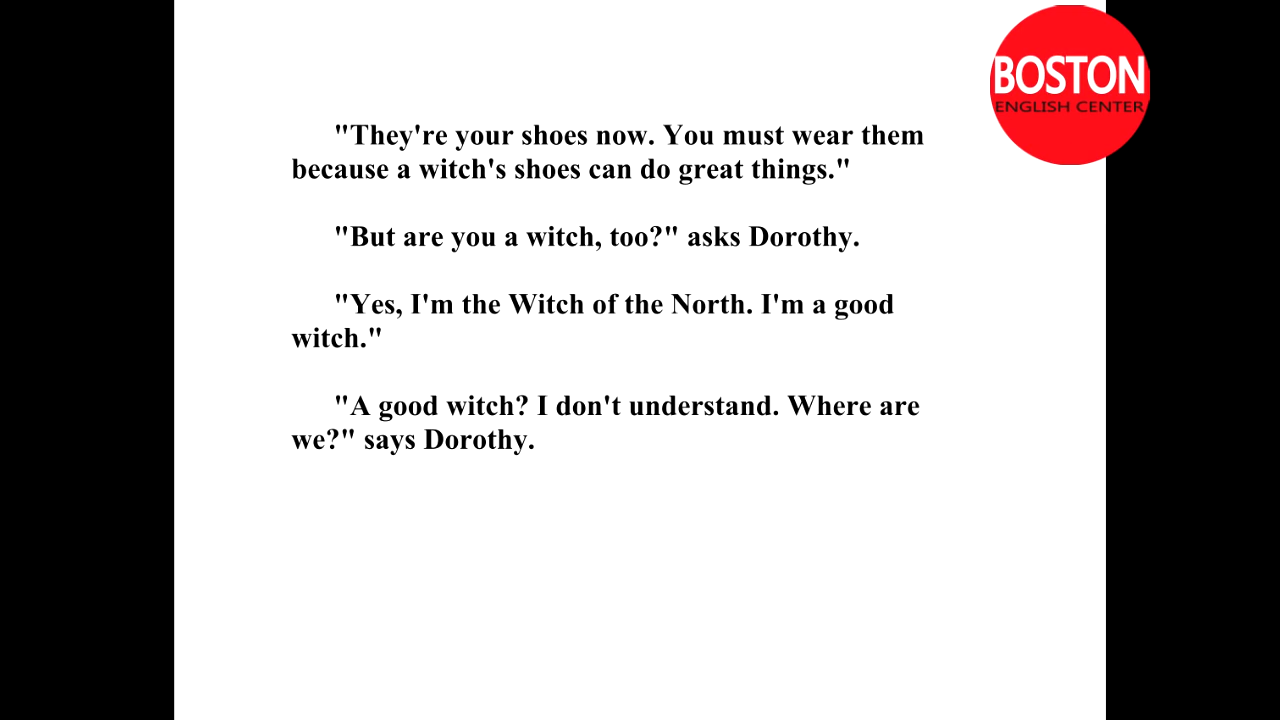 BOSTON
ENGLISH CENTER
"They're your shoes now. You must wear them
because a witch's shoes can do great things."
"But are you a witch, too?" asks Dorothy.
"Yes, I'm the Witch of the North. I'm a good
witch."
"A good witch? I don't understand. Where are
we?" says Dorothy.